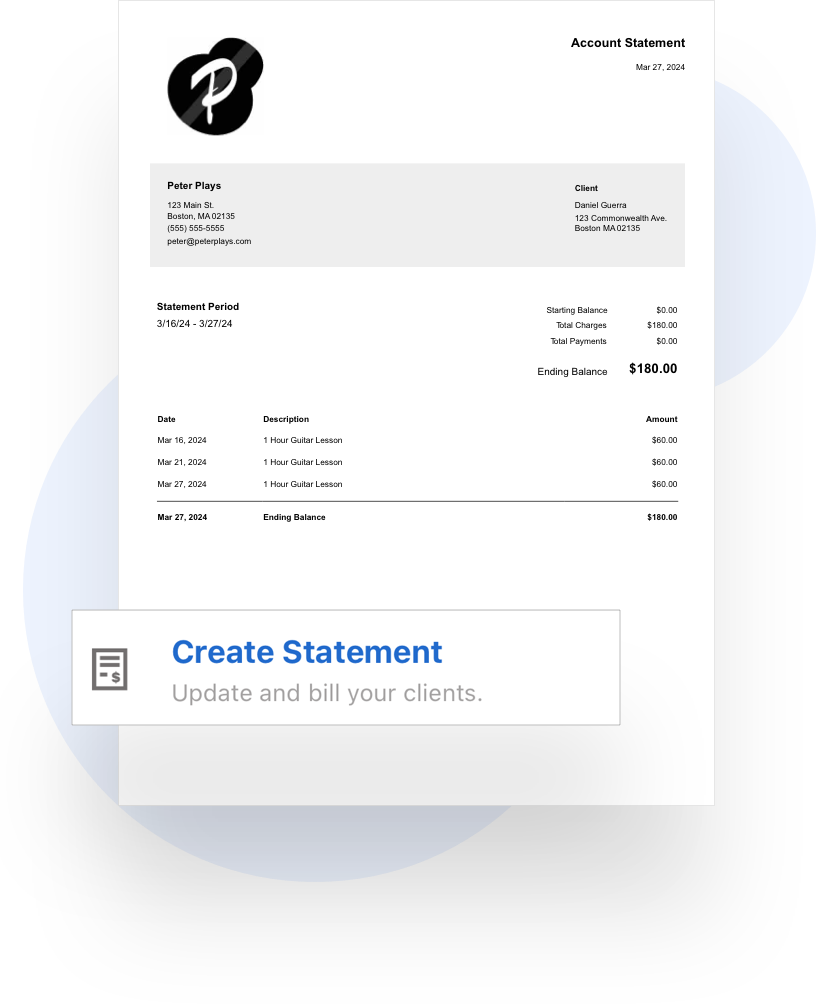 P
Account Statement
Mar 27, 2024
Peter Plays
123 Main St.
Boston, MA 02135
(555) 555-5555
peter@peterplays.com
Client
Daniel Guerra
123 Commonwealth Ave.
Boston MA 02135
Statement Period
3/16/24 - 3/27/24
Starting Balance $0.00
Total Charges $180.00
Total Payments $0.00
Ending Balance $180.00
Date Description Amount
Mar 16, 2024 1 Hour Guitar Lesson $60.00
Mar 21, 2024 1 Hour Guitar Lesson $60.00
Mar 27, 2024 1 Hour Guitar Lesson $60.00
Mar 27, 2024 Ending Balance $180.00
$
Create Statement
Update and bill your clients.